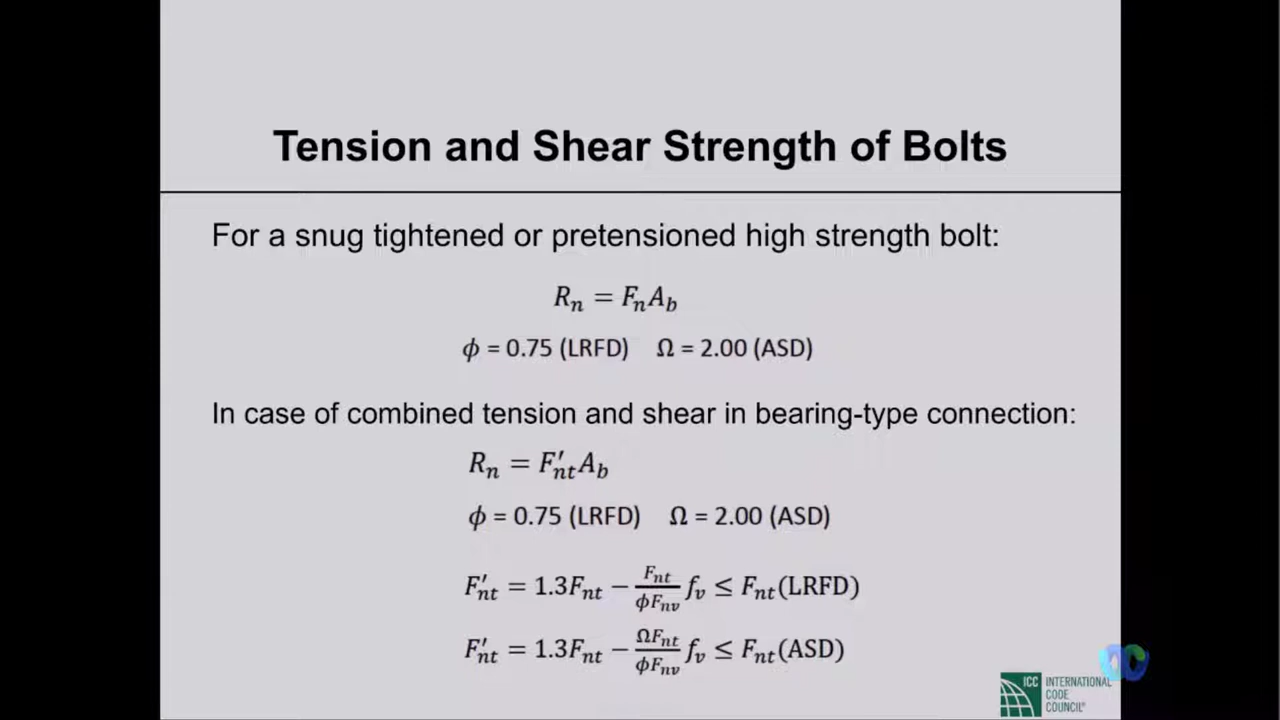 Tension and Shear Strength of Bolts
For a snug tightened or pretensioned high strength bolt:
Rₙ = FₙA_b
ϕ = 0.75 (LRFD) Ω = 2.00 (ASD)
In case of combined tension and shear in bearing-type connection:
Rₙ = F′ₙₜA_b
ϕ = 0.75 (LRFD) Ω = 2.00 (ASD)
F′ₙₜ = 1.3Fₙₜ − Fₙₜ/ϕFₙᵥ fᵥ ≤ Fₙₜ(LRFD)
F′ₙₜ = 1.3Fₙₜ − ΩFₙₜ/ϕFₙᵥ fᵥ ≤ Fₙₜ(ASD)
ICC INTERNATIONAL
CODE
COUNCIL®